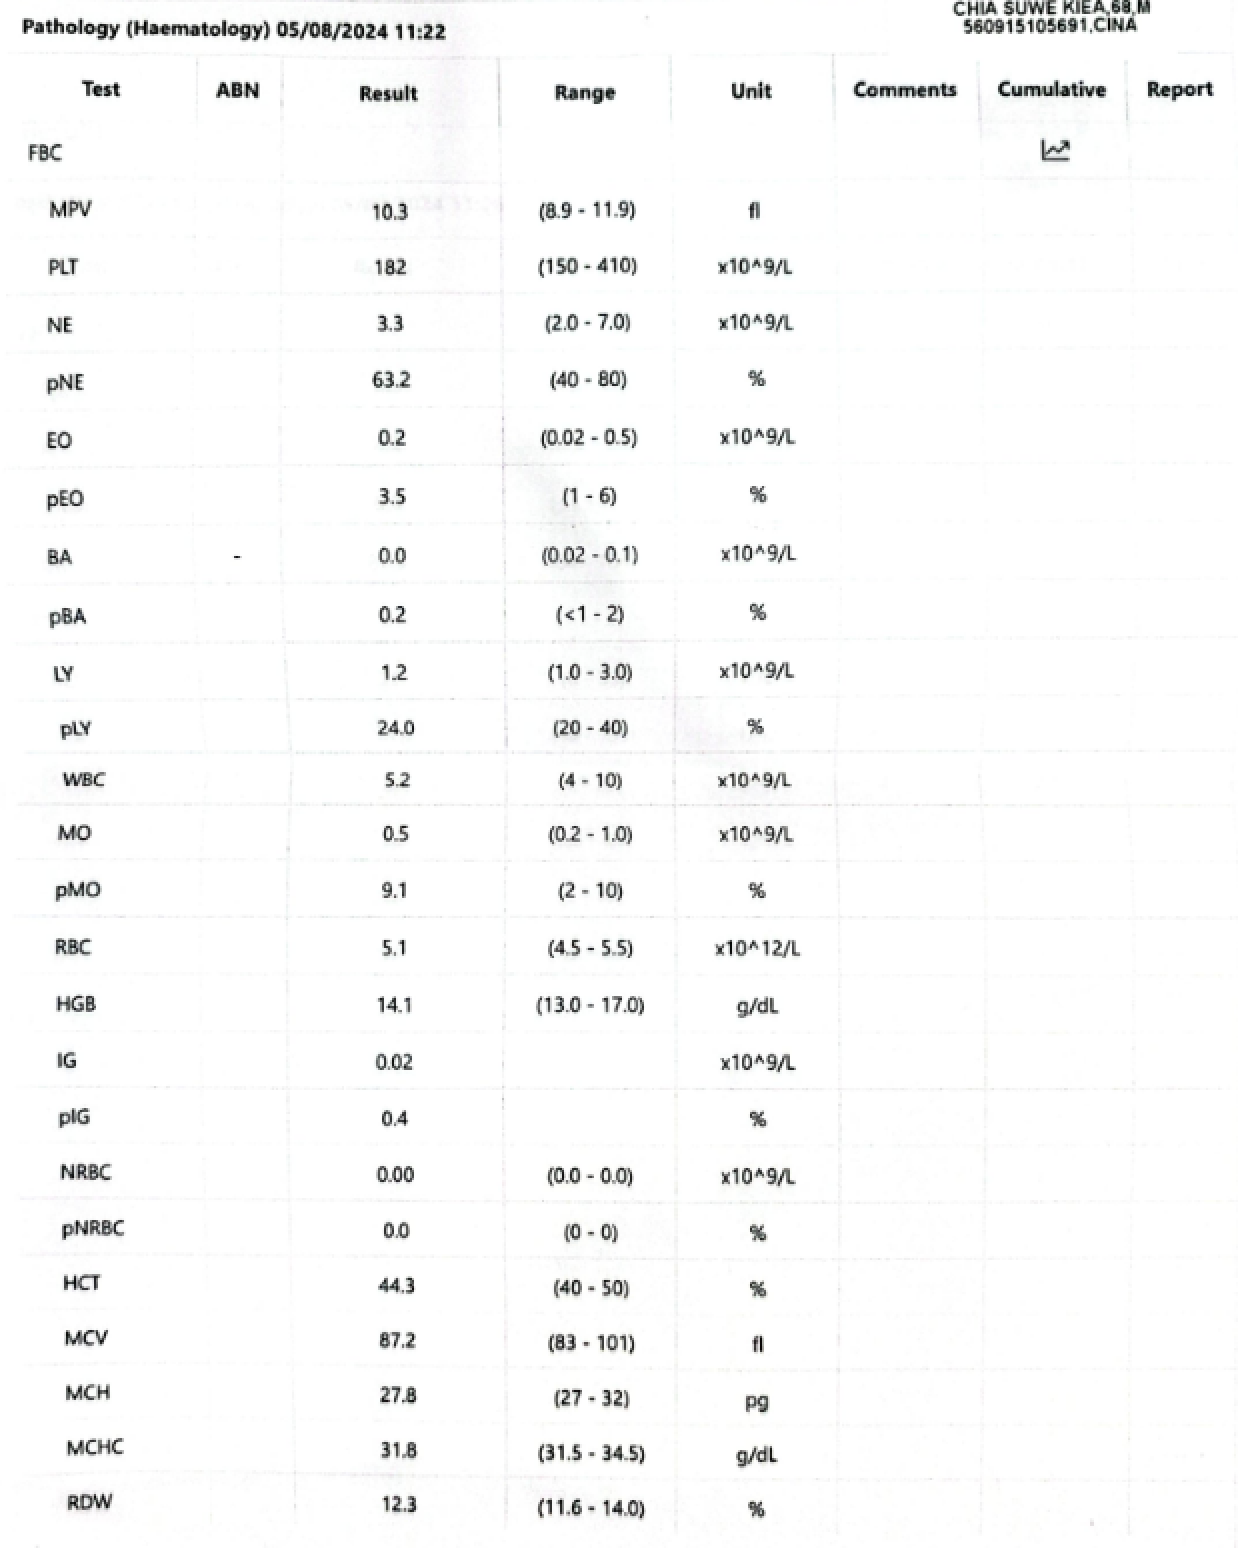 CHIA SUWE KIEA,68,M
Pathology (Haematology) 05/08/2024 11:22 560915105691,CINA
Test ABN Result Range Unit Comments Cumulative Report
FBC
MPV 10.3 (8.9 - 11.9) fl
PLT 182 (150 - 410) x10^9/L
NE 3.3 (2.0 - 7.0) x10^9/L
pNE 63.2 (40 - 80) %
EO 0.2 (0.02 - 0.5) x10^9/L
pEO 3.5 (1 - 6) %
BA - 0.0 (0.02 - 0.1) x10^9/L
pBA 0.2 (<1 - 2) %
LY 1.2 (1.0 - 3.0) x10^9/L
pLY 24.0 (20 - 40) %
WBC 5.2 (4 - 10) x10^9/L
MO 0.5 (0.2 - 1.0) x10^9/L
pMO 9.1 (2 - 10) %
RBC 5.1 (4.5 - 5.5) x10^12/L
HGB 14.1 (13.0 - 17.0) g/dL
IG 0.02 x10^9/L
pIG 0.4 %
NRBC 0.00 (0.0 - 0.0) x10^9/L
pNRBC 0.0 (0 - 0) %
HCT 44.3 (40 - 50) %
MCV 87.2 (83 - 101) fl
MCH 27.8 (27 - 32) pg
MCHC 31.8 (31.5 - 34.5) g/dL
RDW 12.3 (11.6 - 14.0) %